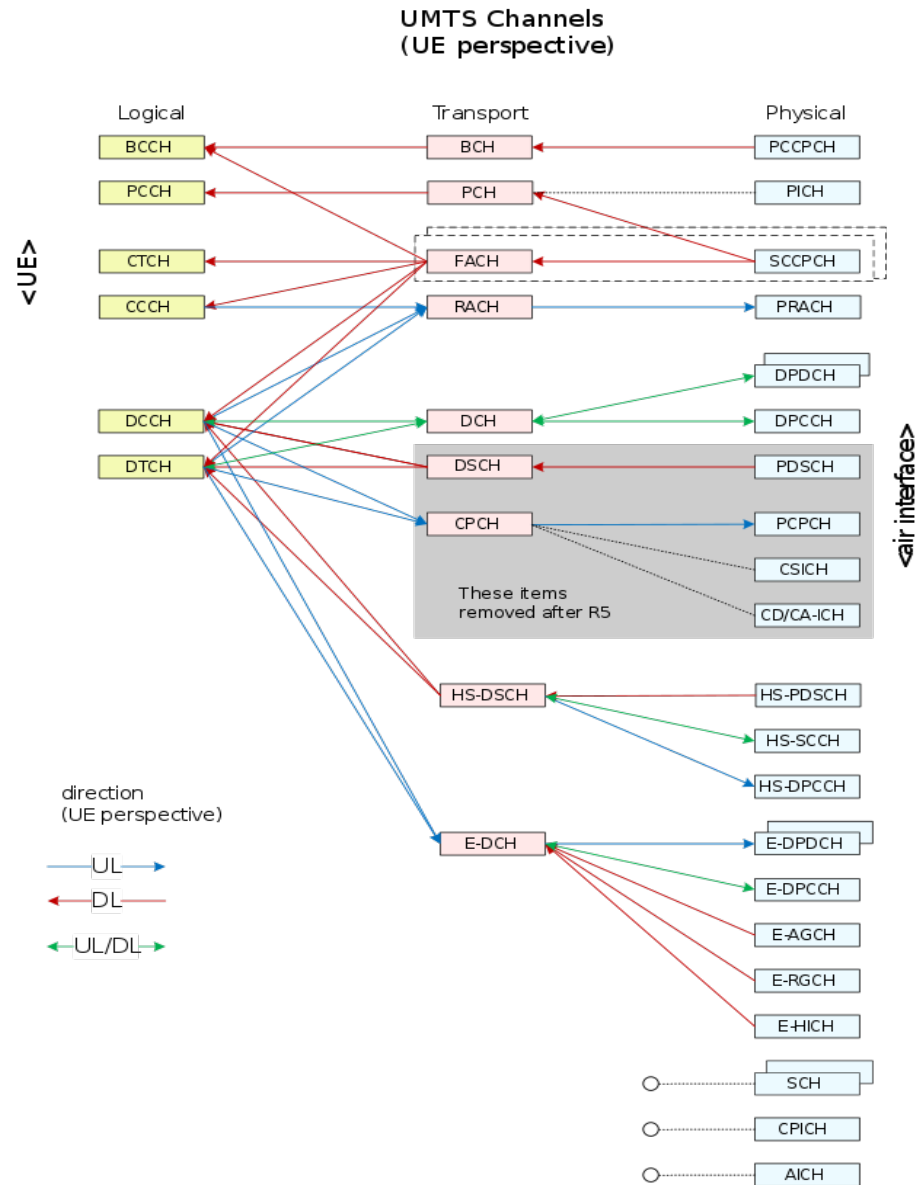 UMTS Channels
(UE perspective)
Logical
Transport
Physical
BCCH
BCH
PCCPCH
PCCH
PCH
PICH
<UE>
CTCH
FACH
SCCPCH
CCCH
RACH
PRACH
DPDCH
DCCH
DCH
DPCCH
DTCH
DSCH
PDSCH
<air interface>
CPCH
PCPCH
CSICH
These items
removed after R5
CD/CA-ICH
HS-DSCH
HS-PDSCH
HS-SCCH
HS-DPCCH
direction
(UE perspective)
E-DCH
E-DPDCH
UL
E-DPCCH
DL
E-AGCH
UL/DL
E-RGCH
E-HICH
SCH
CPICH
AICH